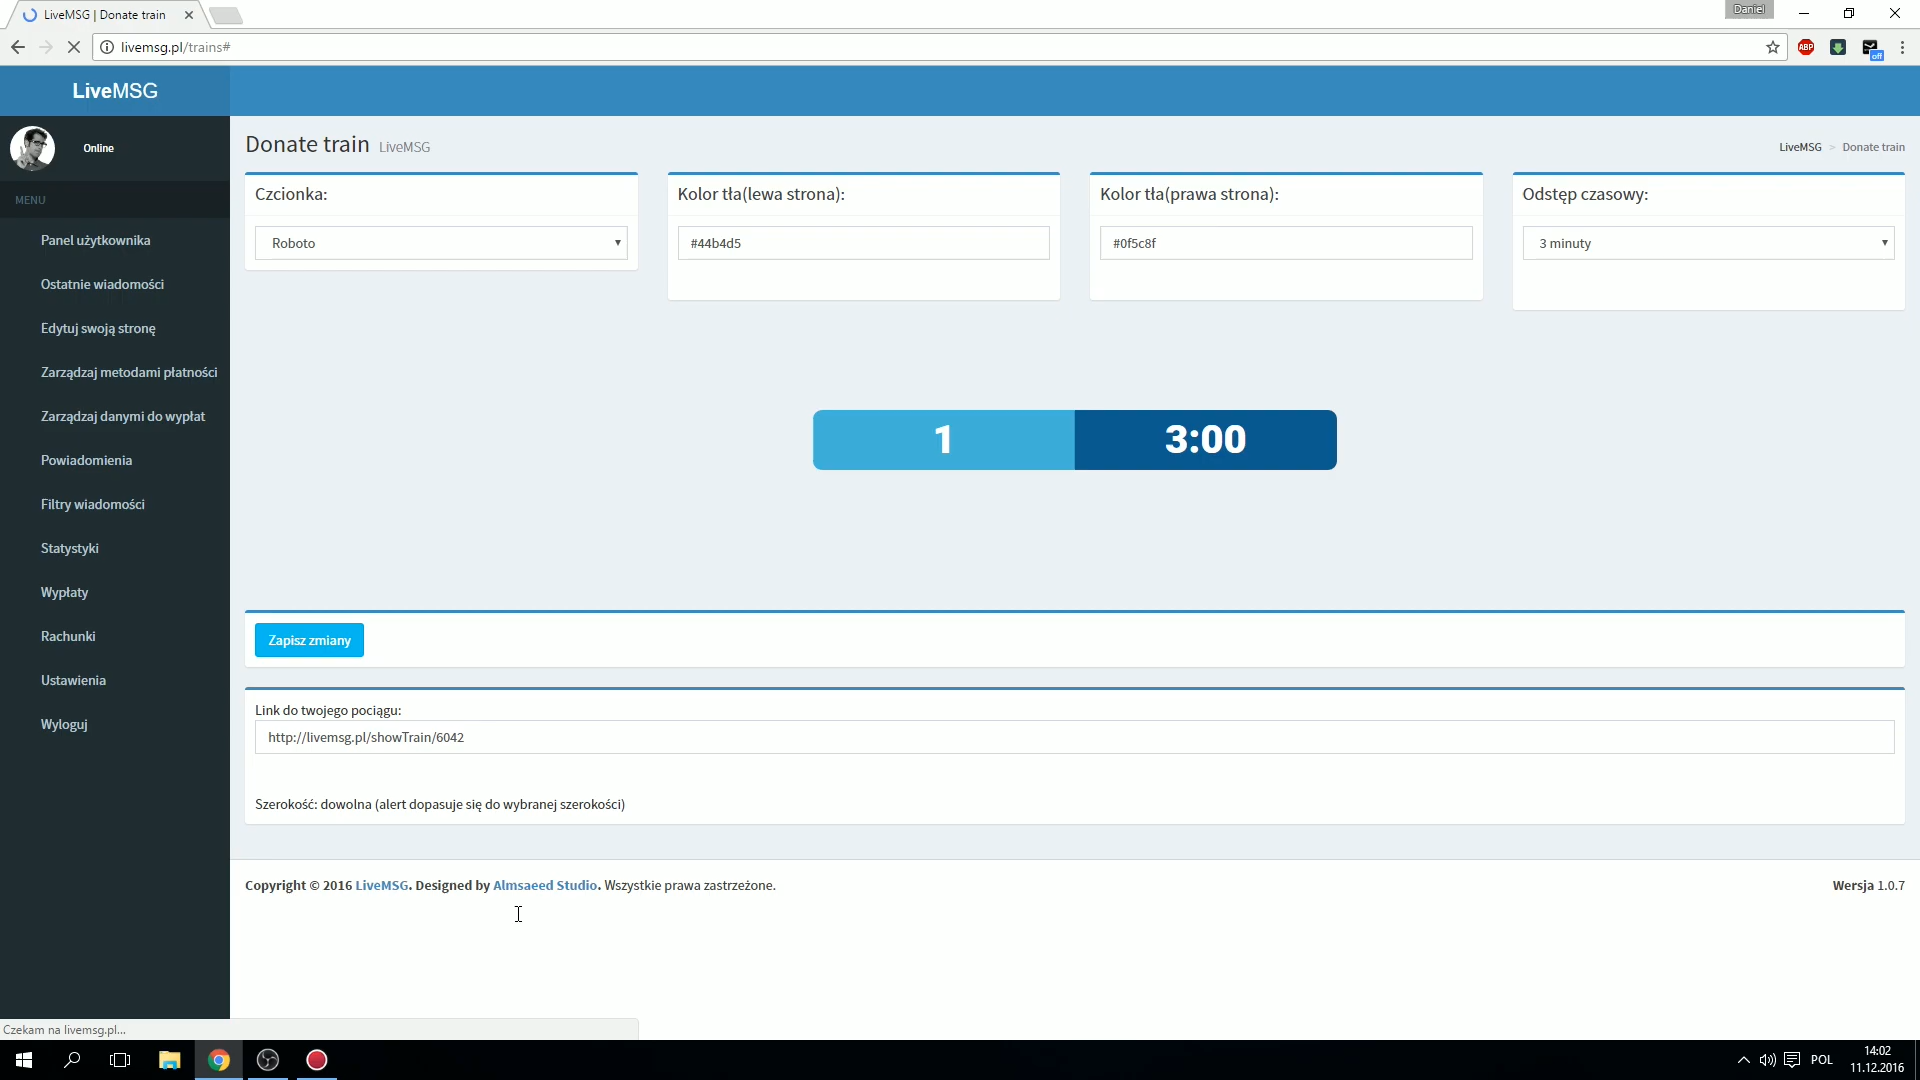 LiveMSG | Donate train
Daniel
livemsg.pl/trains#
ABP
off
LiveMSG
Online
MENU
Panel użytkownika
Ostatnie wiadomości
Edytuj swoją stronę
Zarządzaj metodami płatności
Zarządzaj danymi do wypłat
Powiadomienia
Filtry wiadomości
Statystyki
Wypłaty
Rachunki
Ustawienia
Wyloguj
Donate train LiveMSG
LiveMSG > Donate train
Czcionka:
Roboto
Kolor tła(lewa strona):
#44b4d5
Kolor tła(prawa strona):
#0f5c8f
Odstęp czasowy:
3 minuty
1
3:00
Zapisz zmiany
Link do twojego pociągu:
http://livemsg.pl/showTrain/6042
Szerokość: dowolna (alert dopasuje się do wybranej szerokości)
Copyright © 2016 LiveMSG. Designed by Almsaeed Studio. Wszystkie prawa zastrzeżone.
Wersja 1.0.7
Czekam na livemsg.pl...
POL
14:02
11.12.2016